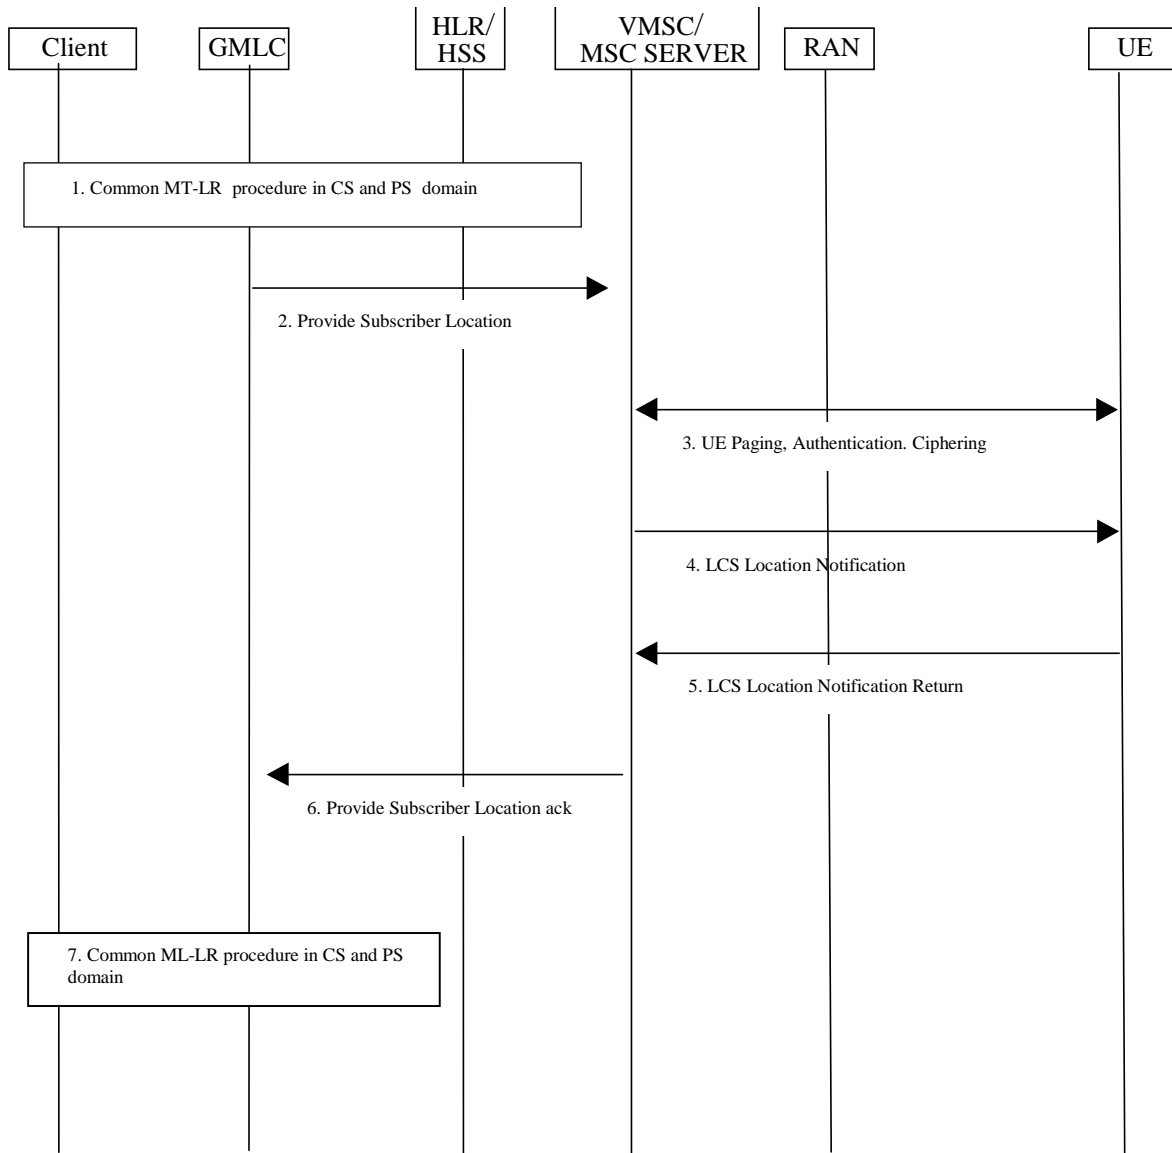 Client
GMLC
HLR/
HSS
VMSC/
MSC SERVER
RAN
UE
1. Common MT-LR procedure in CS and PS domain
2. Provide Subscriber Location
3. UE Paging, Authentication. Ciphering
4. LCS Location Notification
5. LCS Location Notification Return
6. Provide Subscriber Location ack
7. Common ML-LR procedure in CS and PS
domain